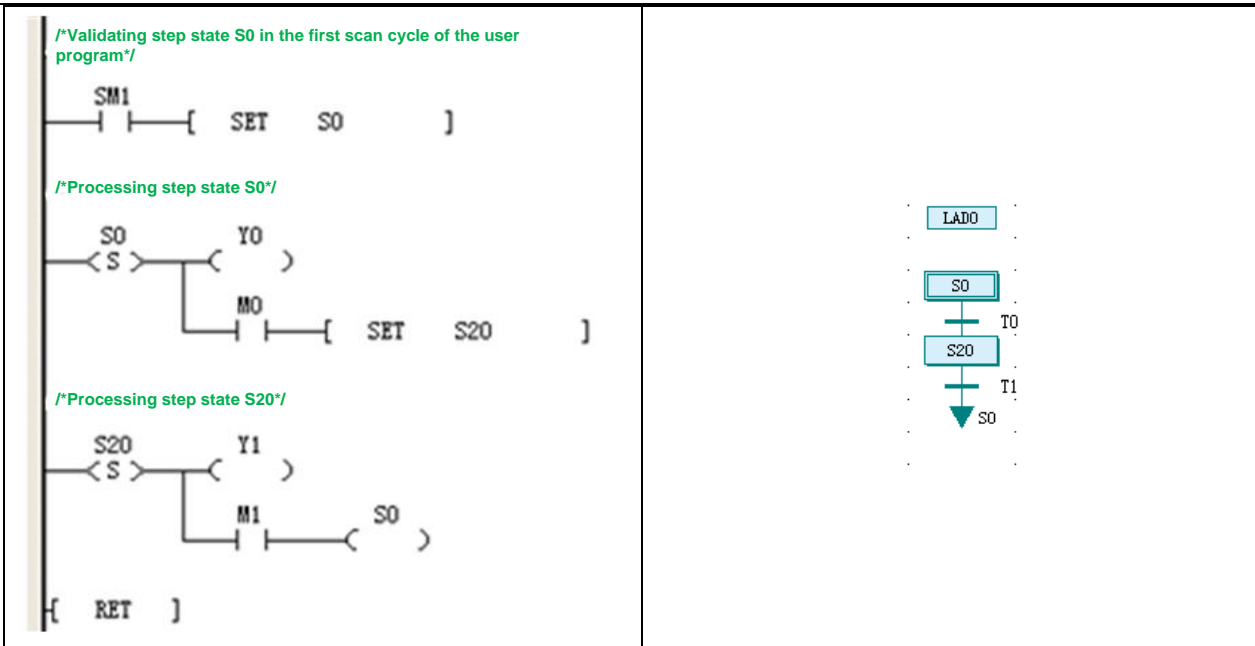 /*Validating step state S0 in the first scan cycle of the user
program*/
SM1
[ SET S0 ]
/*Processing step state S0*/
S0 Y0
< S > ( )
M0
[ SET S20 ]
/*Processing step state S20*/
S20 Y1
< S > ( )
M1 S0
( )
[ RET ]
LAD0
S0
T0
S20
T1
S0